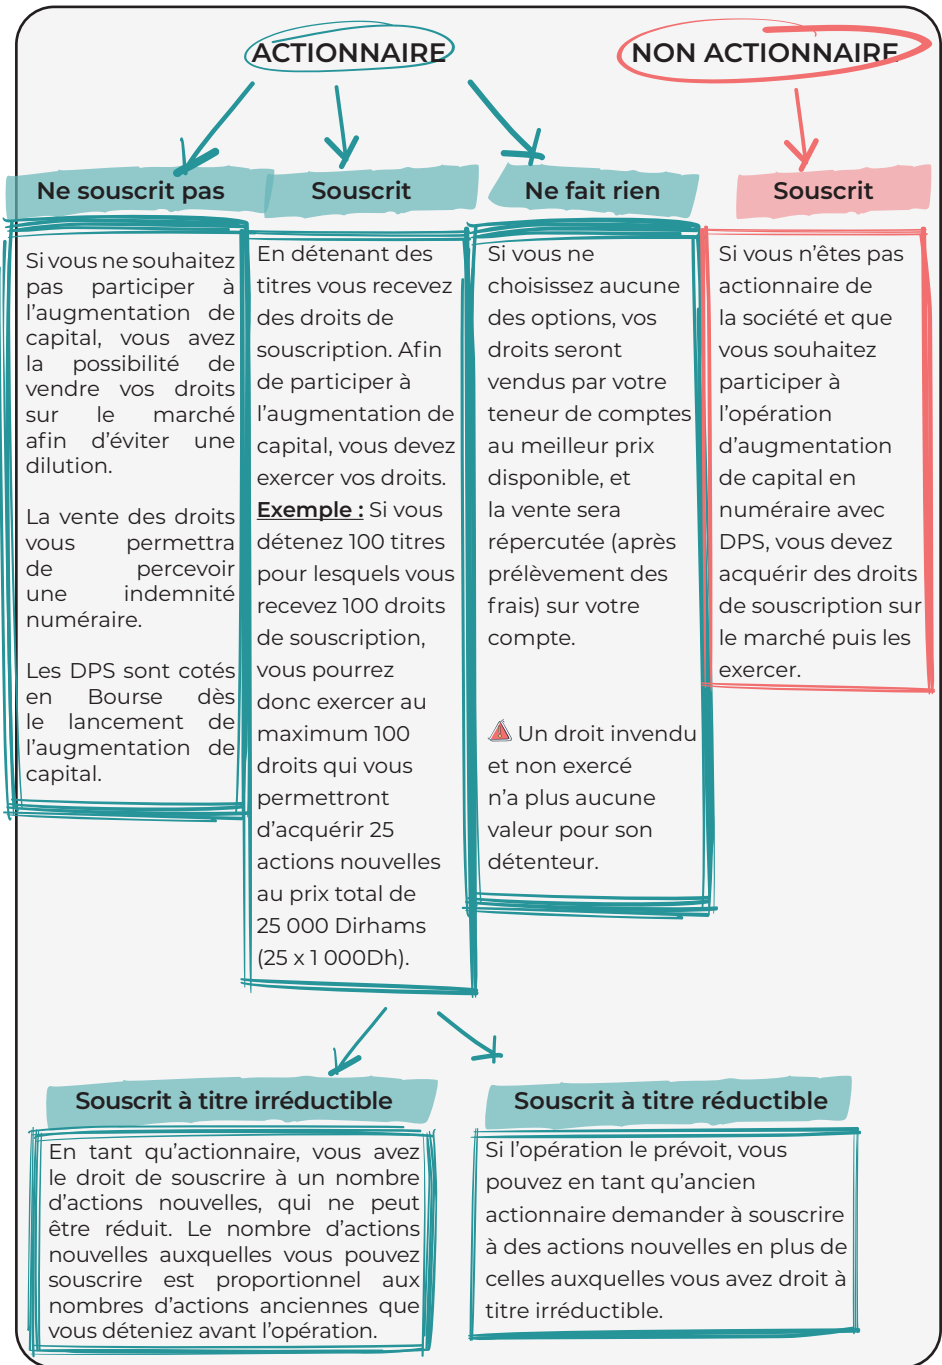 ACTIONNAIRE
NON ACTIONNAIRE
Ne souscrit pas
Si vous ne souhaitez
pas participer à
l'augmentation de
capital, vous avez
la possibilité de
vendre vos droits
sur le marché
afin d'éviter une
dilution.
La vente des droits
vous permettra
de percevoir
une indemnité
numéraire.
Les DPS sont cotés
en Bourse dès
le lancement de
l'augmentation de
capital.
Souscrit
En détenant des
titres vous recevez
des droits de
souscription. Afin
de participer à
l'augmentation de
capital, vous devez
exercer vos droits.
Exemple : Si vous
détenez 100 titres
pour lesquels vous
recevez 100 droits
de souscription,
vous pourrez
donc exercer au
maximum 100
droits qui vous
permettront
d'acquérir 25
actions nouvelles
au prix total de
25 000 Dirhams
(25 x 1 000Dh).
Ne fait rien
Si vous ne
choisissez aucune
des options, vos
droits seront
vendus par votre
teneur de comptes
au meilleur prix
disponible, et
la vente sera
répercutée (après
prélèvement des
frais) sur votre
compte.
Un droit invendu
et non exercé
n'a plus aucune
valeur pour son
détenteur.
Souscrit
Si vous n'êtes pas
actionnaire de
la société et que
vous souhaitez
participer à
l'opération
d'augmentation
de capital en
numéraire avec
DPS, vous devez
acquérir des droits
de souscription sur
le marché puis les
exercer.
Souscrit à titre irréductible
En tant qu'actionnaire, vous avez
le droit de souscrire à un nombre
d'actions nouvelles, qui ne peut
être réduit. Le nombre d'actions
nouvelles auxquelles vous pouvez
souscrire est proportionnel aux
nombres d'actions anciennes que
vous déteniez avant l'opération.
Souscrit à titre réductible
Si l'opération le prévoit, vous
pouvez en tant qu'ancien
actionnaire demander à souscrire
à des actions nouvelles en plus de
celles auxquelles vous avez droit à
titre irréductible.